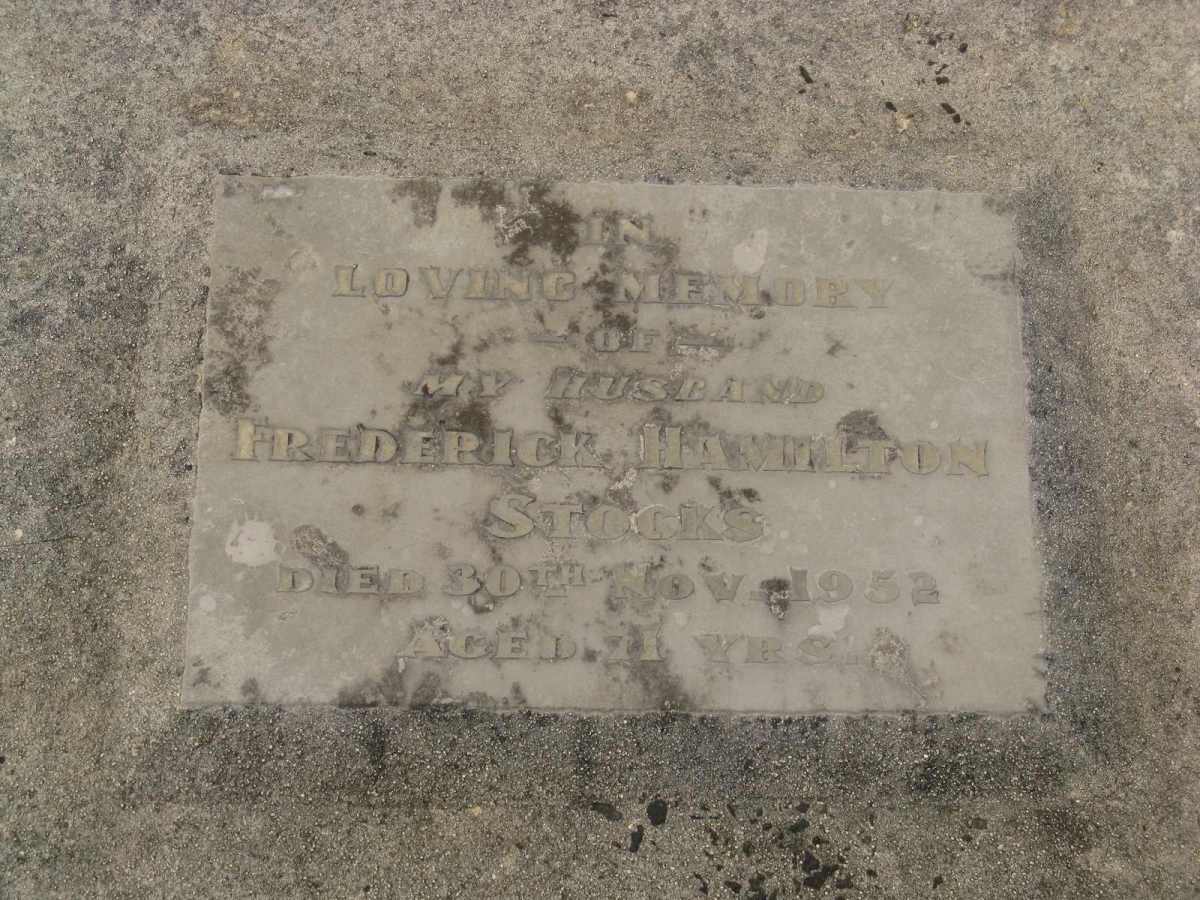 IN
LOVING MEMORY
— OF —
MY HUSBAND
FREDERICK HAMILTON
STOCKS
DIED 30TH NOV. 1952
AGED 71 YRS.